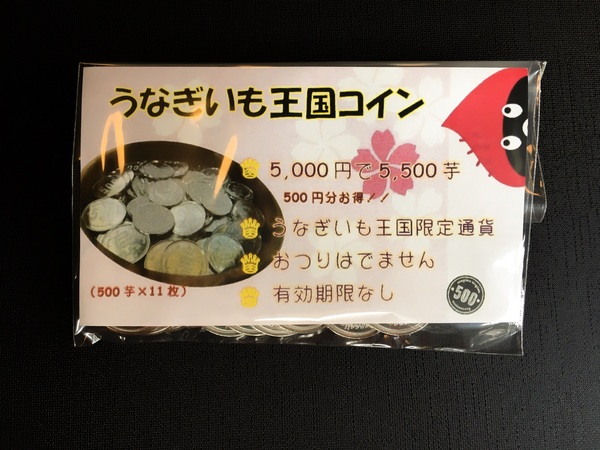 うなぎいも王国コイン
5,000円で5,500芋
500円分お得！！
うなぎいも王国限定通貨
おつりはでません
有効期限なし
(500芋×11枚)
500